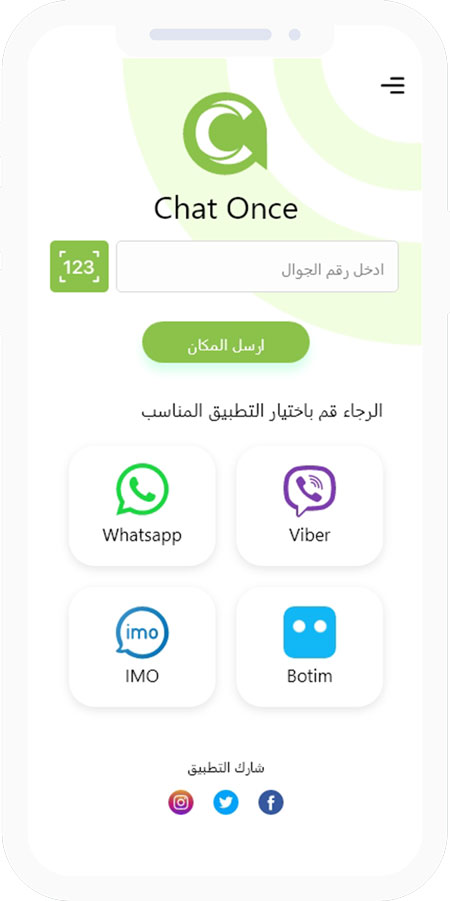 Chat Once
123
ادخل رقم الجوال
ارسل المكان
الرجاء قم باختيار التطبيق المناسب
Whatsapp
Viber
imo
IMO
Botim
شارك التطبيق